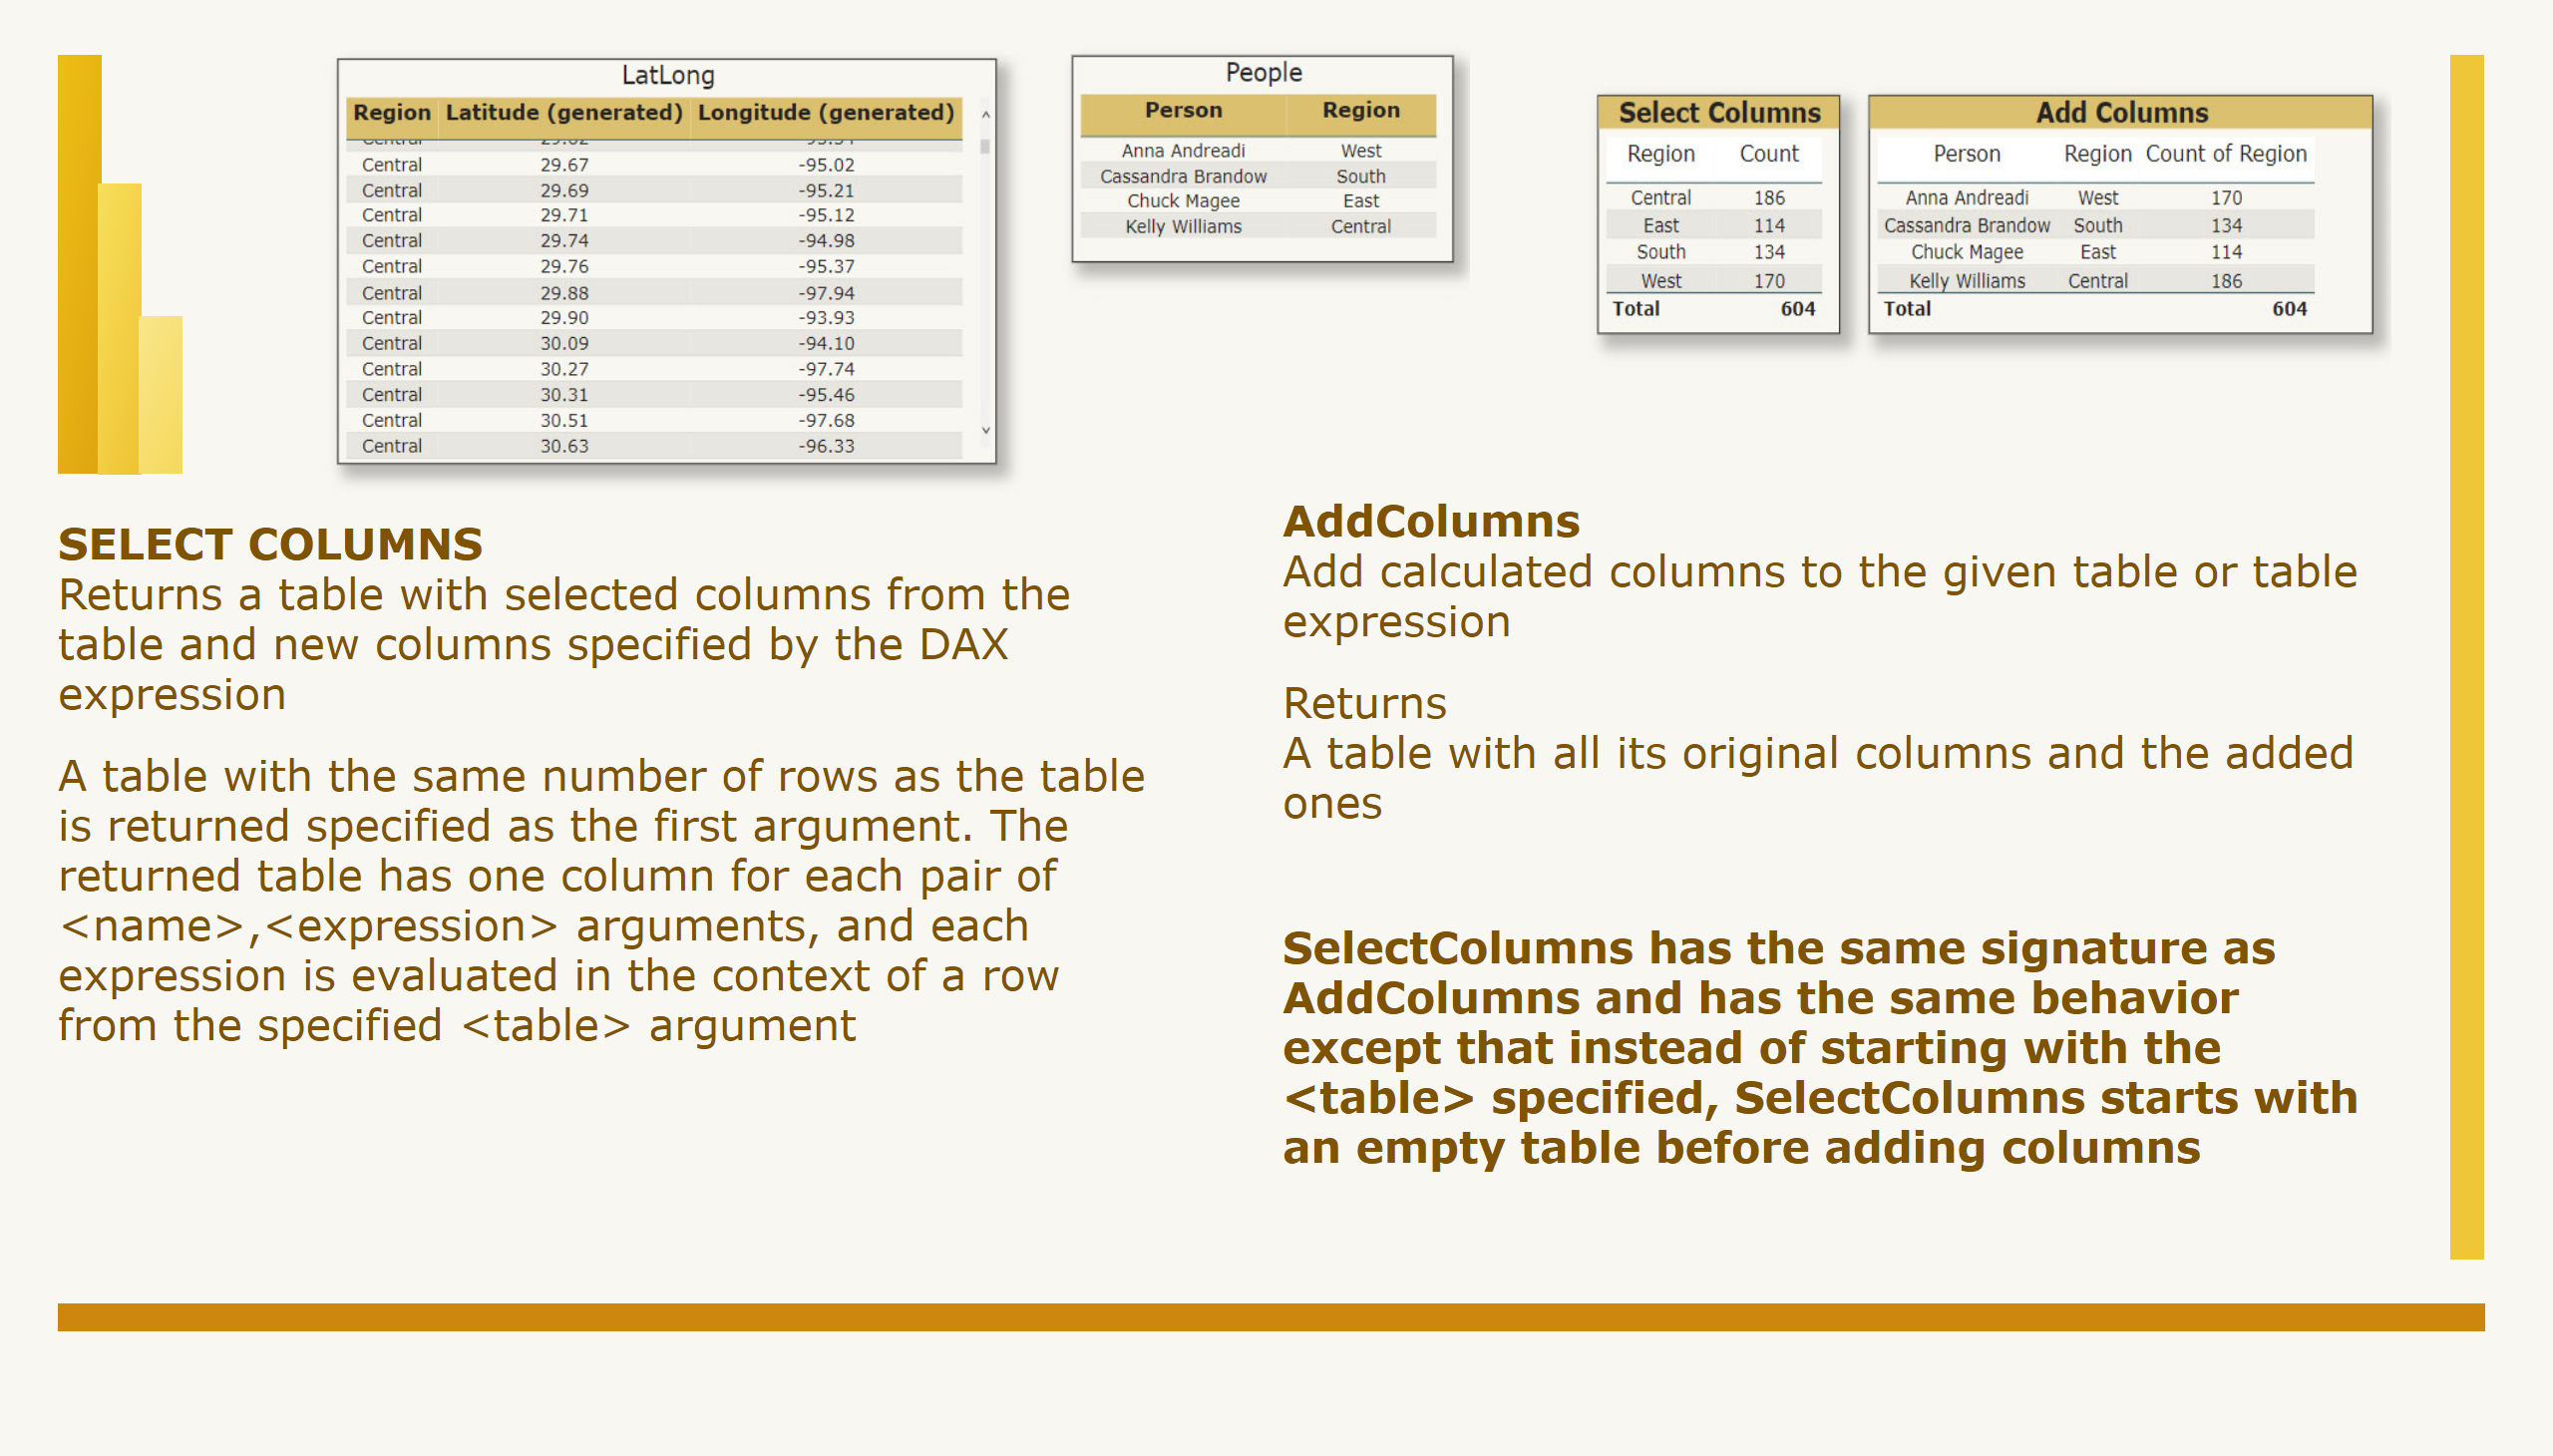 LatLong
Region Latitude (generated) Longitude (generated)
Central 29.67 -95.02
Central 29.69 -95.21
Central 29.71 -95.12
Central 29.74 -94.98
Central 29.76 -95.37
Central 29.88 -97.94
Central 29.90 -93.93
Central 30.09 -94.10
Central 30.27 -97.74
Central 30.31 -95.46
Central 30.51 -97.68
Central 30.63 -96.33
People
Person Region
Anna Andreadi West
Cassandra Brandow South
Chuck Magee East
Kelly Williams Central
Select Columns
Region Count
Central 186
East 114
South 134
West 170
Total 604
Add Columns
Person Region Count of Region
Anna Andreadi West 170
Cassandra Brandow South 134
Chuck Magee East 114
Kelly Williams Central 186
Total 604
SELECT COLUMNS
Returns a table with selected columns from the
table and new columns specified by the DAX
expression
A table with the same number of rows as the table
is returned specified as the first argument. The
returned table has one column for each pair of
<name>,<expression> arguments, and each
expression is evaluated in the context of a row
from the specified <table> argument
AddColumns
Add calculated columns to the given table or table
expression
Returns
A table with all its original columns and the added
ones
SelectColumns has the same signature as
AddColumns and has the same behavior
except that instead of starting with the
<table> specified, SelectColumns starts with
an empty table before adding columns